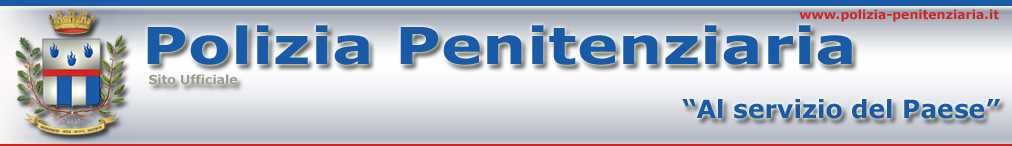 www.polizia-penitenziaria.it
Polizia Penitenziaria
Sito Ufficiale
“Al servizio del Paese”